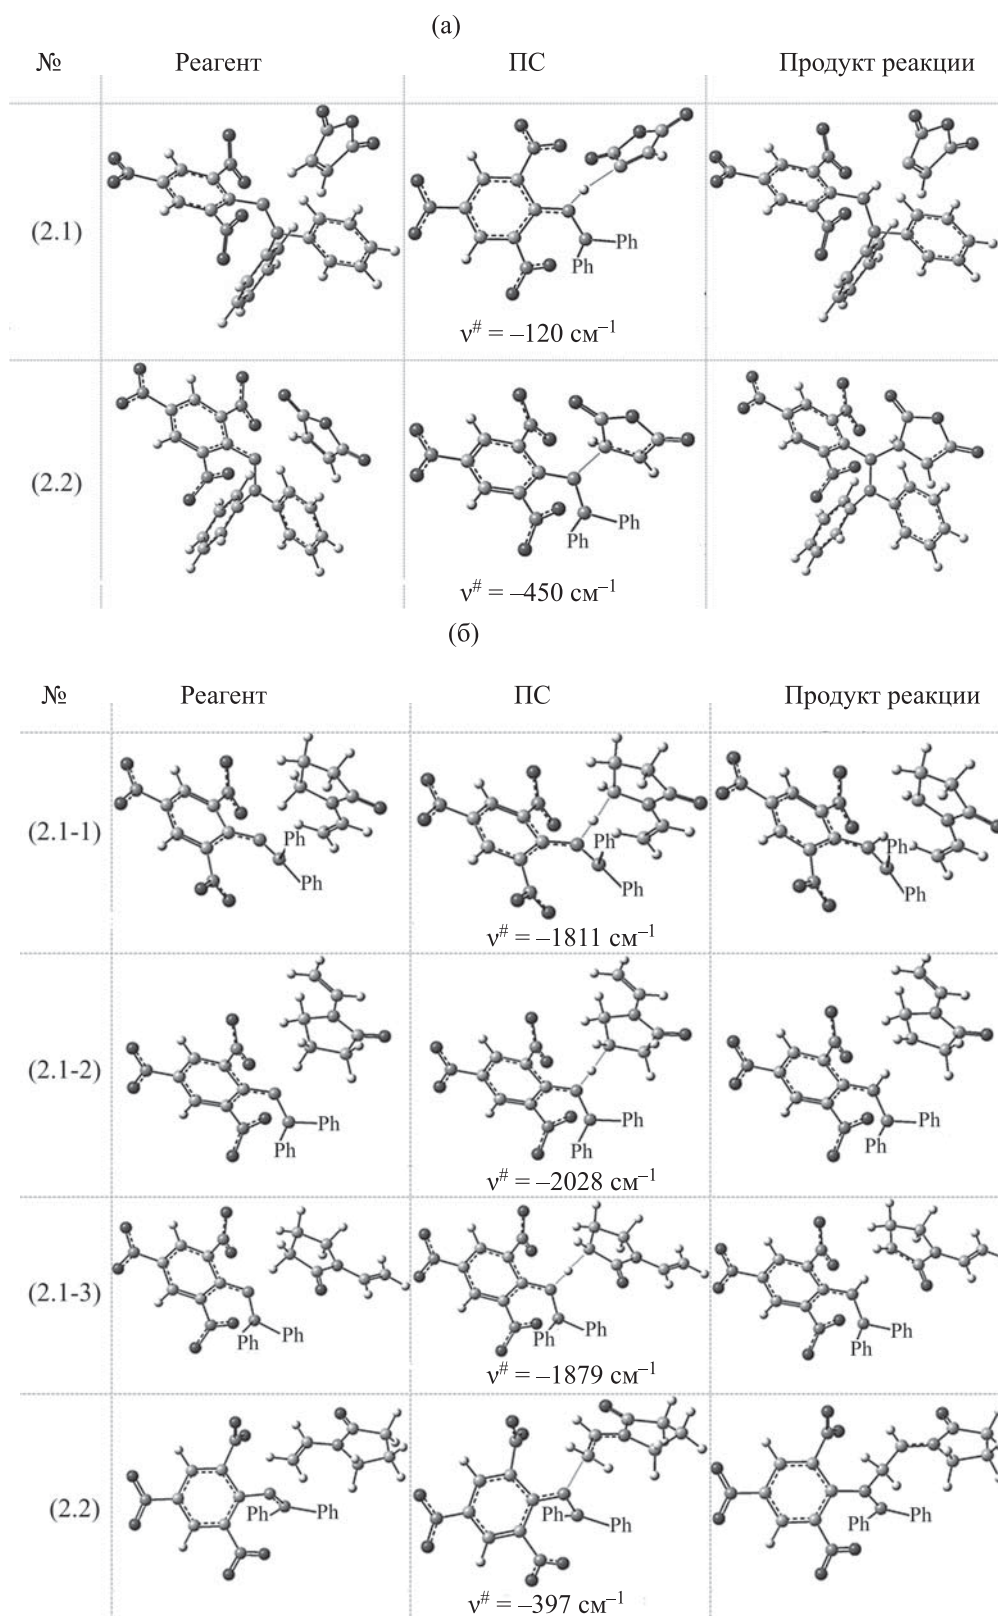 (а)
№ Реагент ПС Продукт реакции
(2.1)
Ph
Ph
ν# = –120 см–1
(2.2)
Ph
Ph
ν# = –450 см–1
(б)
№ Реагент ПС Продукт реакции
(2.1-1)
Ph Ph Ph
Ph Ph Ph
ν# = –1811 см–1
(2.1-2)
Ph Ph Ph
Ph Ph Ph
ν# = –2028 см–1
(2.1-3)
Ph Ph Ph Ph Ph Ph
ν# = –1879 см–1
(2.2)
Ph Ph Ph Ph Ph Ph
ν# = –397 см–1